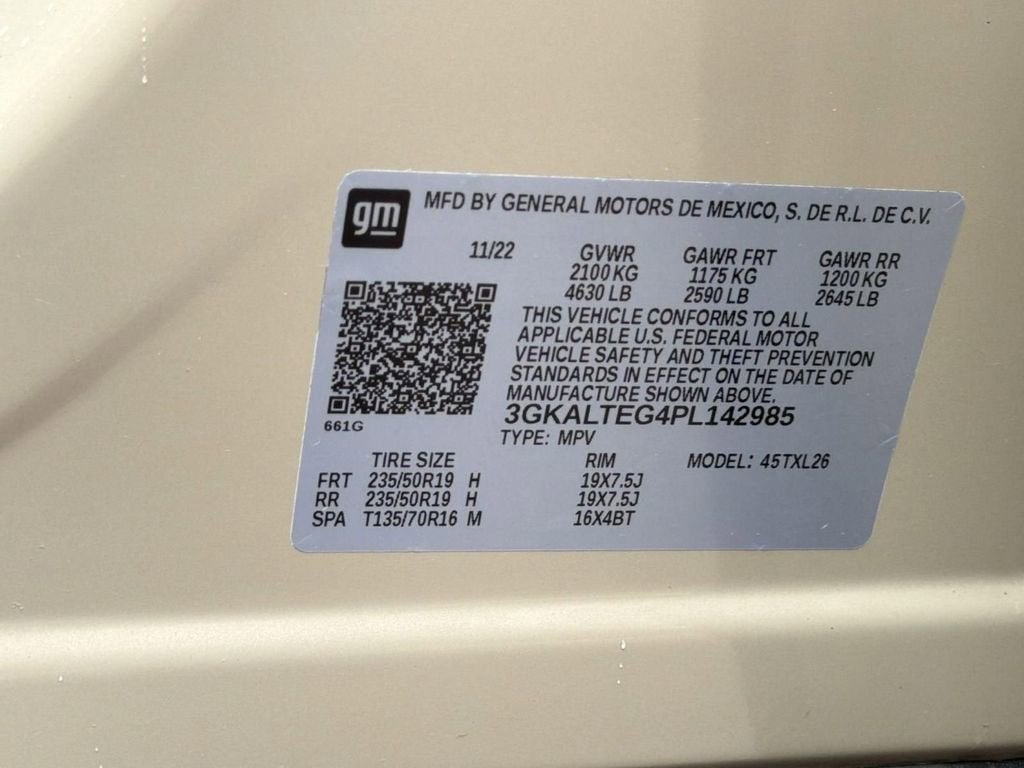 gm MFD BY GENERAL MOTORS DE MEXICO, S. DE R.L. DE C.V.
11/22 GVWR GAWR FRT GAWR RR
2100 KG 1175 KG 1200 KG
4630 LB 2590 LB 2645 LB
THIS VEHICLE CONFORMS TO ALL
APPLICABLE U.S. FEDERAL MOTOR
VEHICLE SAFETY AND THEFT PREVENTION
STANDARDS IN EFFECT ON THE DATE OF
MANUFACTURE SHOWN ABOVE.
3GKALTEG4PL142985
661G
TYPE: MPV
TIRE SIZE RIM MODEL: 45TXL26
FRT 235/50R19 H 19X7.5J
RR 235/50R19 H 19X7.5J
SPA T135/70R16 M 16X4BT